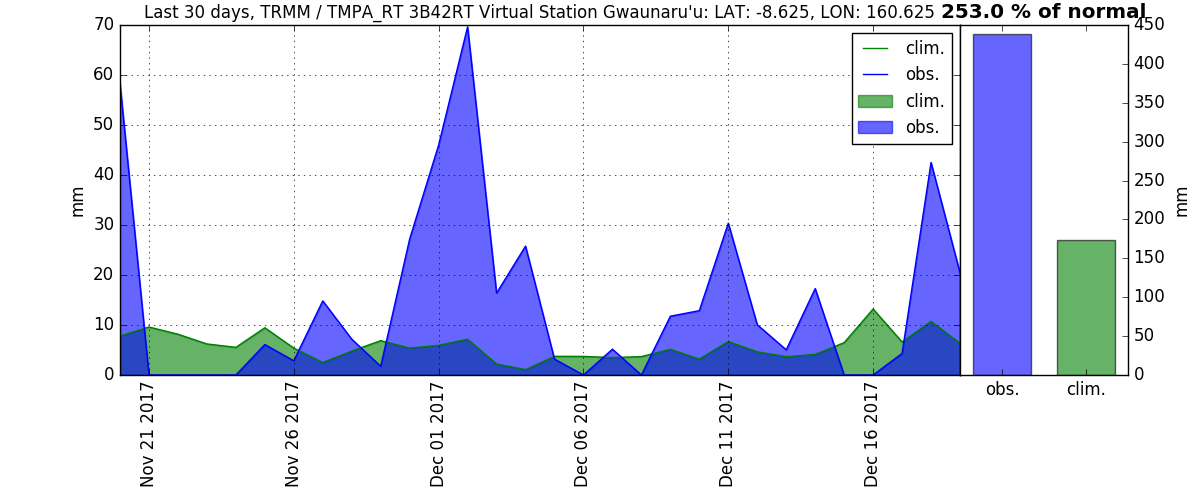 Last 30 days, TRMM / TMPA_RT 3B42RT Virtual Station Gwaunaru'u: LAT: -8.625, LON: 160.625 253.0 % of normal
70
60
50
40
30
20
10
0
mm
clim.
obs.
clim.
obs.
Nov 21 2017
Nov 26 2017
Dec 01 2017
Dec 06 2017
Dec 11 2017
Dec 16 2017
450
400
350
300
250
200
150
100
50
0
mm
obs. clim.